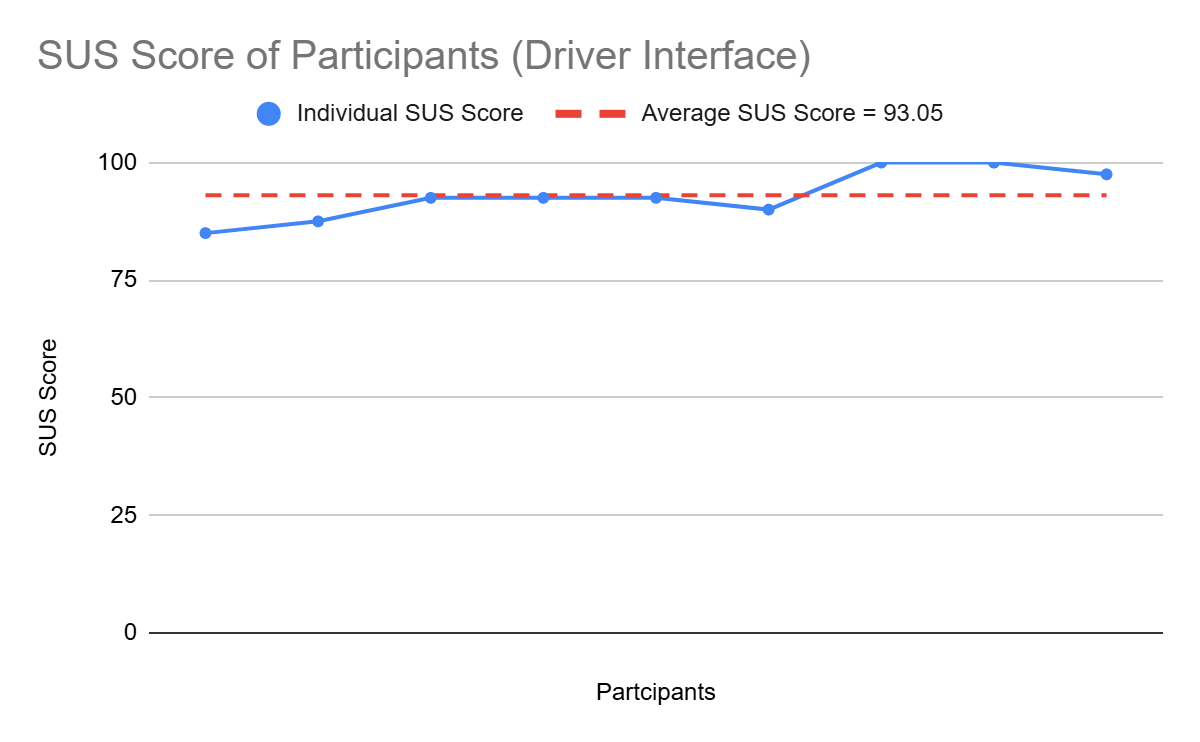 SUS Score of Participants (Driver Interface)
Individual SUS Score
Average SUS Score = 93.05
100
75
50
25
0
SUS Score
Partcipants